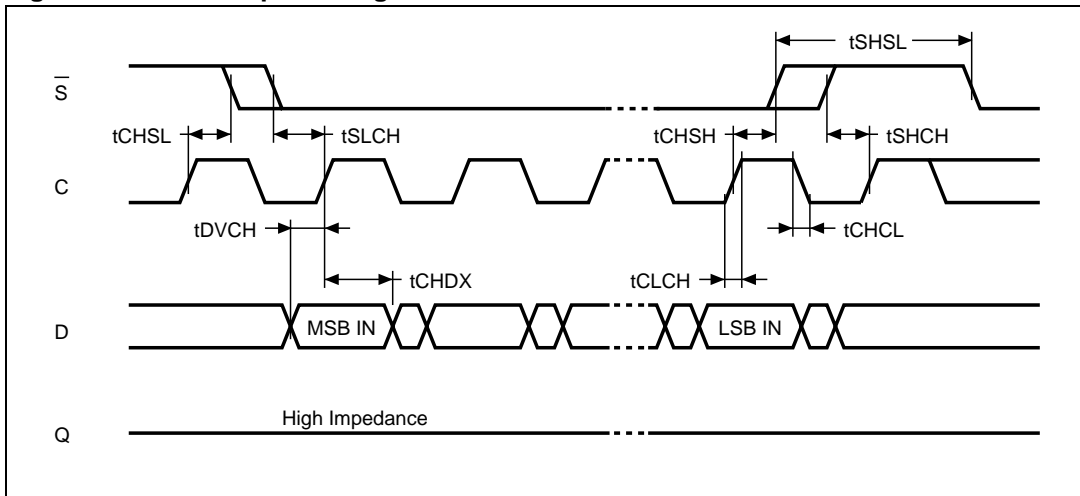 tSHSL
S̅
tCHSL
tSLCH
tCHSH
tSHCH
C
tDVCH
tCHCL
tCHDX
tCLCH
D
MSB IN
LSB IN
High Impedance
Q